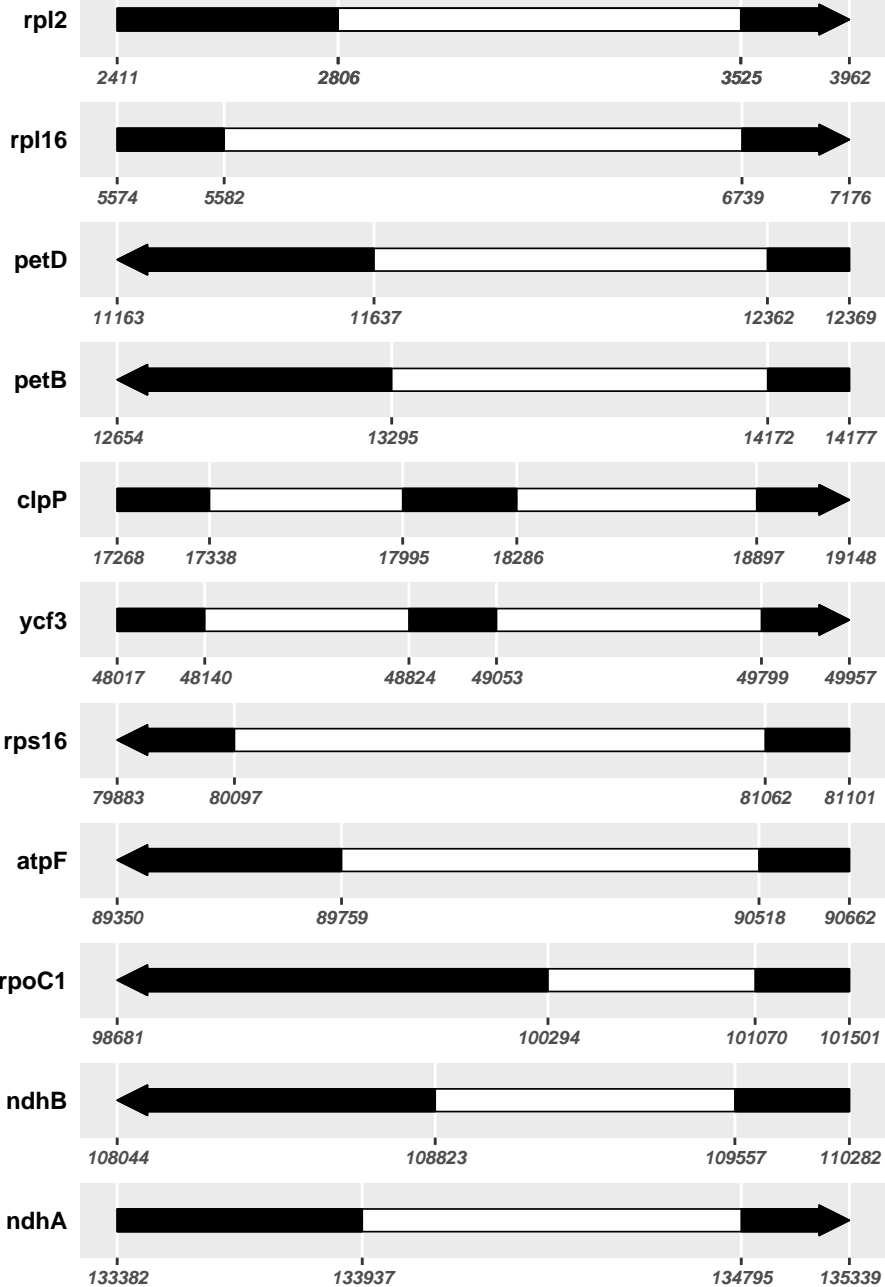 rpl2
2411 2806 3525 3962
rpl16
5574 5582 6739 7176
petD
11163 11637 12362 12369
petB
12654 13295 14172 14177
clpP
17268 17338 17995 18286 18897 19148
ycf3
48017 48140 48824 49053 49799 49957
rps16
79883 80097 81062 81101
atpF
89350 89759 90518 90662
rpoC1
98681 100294 101070 101501
ndhB
108044 108823 109557 110282
ndhA
133382 133937 134795 135339